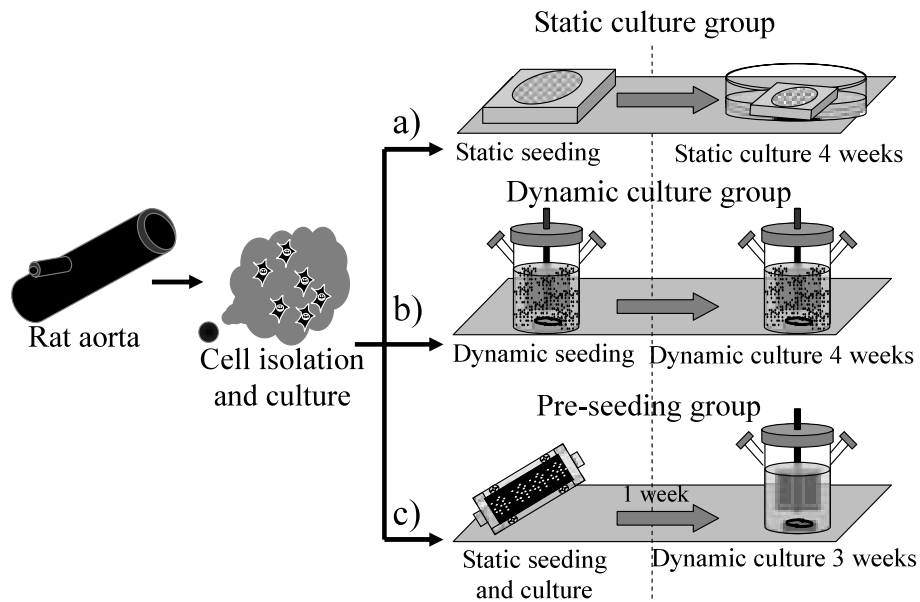 Static culture group
a)
Static seeding
Static culture 4 weeks
Dynamic culture group
Rat aorta
Cell isolation
and culture
b)
Dynamic seeding
Dynamic culture 4 weeks
Pre-seeding group
c)
1 week
Static seeding
and culture
Dynamic culture 3 weeks